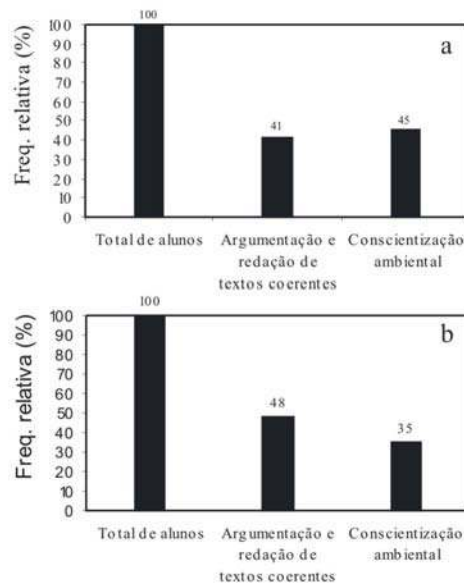 a
Freq. relativa (%)
100
90
80
70
60
50
40
30
20
10
0
100
41
45
Total de alunos
Argumentação e
redação de
textos coerentes
Conscientização
ambiental
b
Freq. relativa (%)
100
90
80
70
60
50
40
30
20
10
0
100
48
35
Total de alunos
Argumentação e
redação de
textos coerentes
Conscientização
ambiental